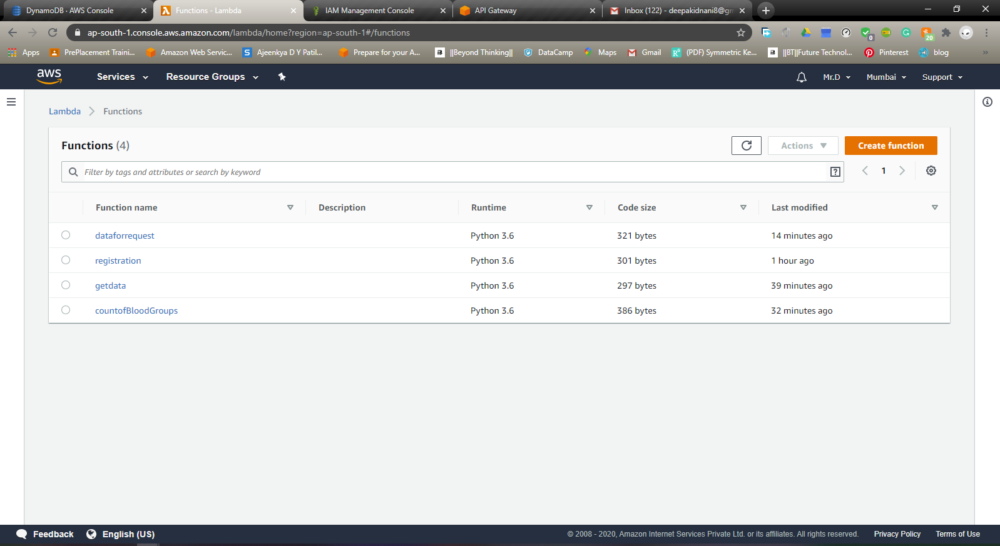 DynamoDB · AWS Console
Functions - Lambda
IAM Management Console
API Gateway
Inbox (122) - deepakidnani8@gm
ap-south-1.console.aws.amazon.com/lambda/home?region=ap-south-1#/functions
0
20
Apps
PrePlacement Traini...
Amazon Web Servic...
S
Ajeenkya D Y Patil...
Prepare for your A...
||Beyond Thinking||
DataCamp
Maps
Gmail
(PDF) Symmetric Ke...
||BT||Future Technol...
Pinterest
blog
»
aws
Services
Resource Groups
Mr.D
Mumbai
Support
Lambda
Functions
Functions (4)
Actions
Create function
Filter by tags and attributes or search by keyword
?
1
Function name
Description
Runtime
Code size
Last modified
dataforrequest
Python 3.6
321 bytes
14 minutes ago
registration
Python 3.6
301 bytes
1 hour ago
getdata
Python 3.6
297 bytes
39 minutes ago
countofBloodGroups
Python 3.6
386 bytes
32 minutes ago
Feedback
English (US)
© 2008 - 2020, Amazon Internet Services Private Ltd. or its affiliates. All rights reserved.
Privacy Policy
Terms of Use